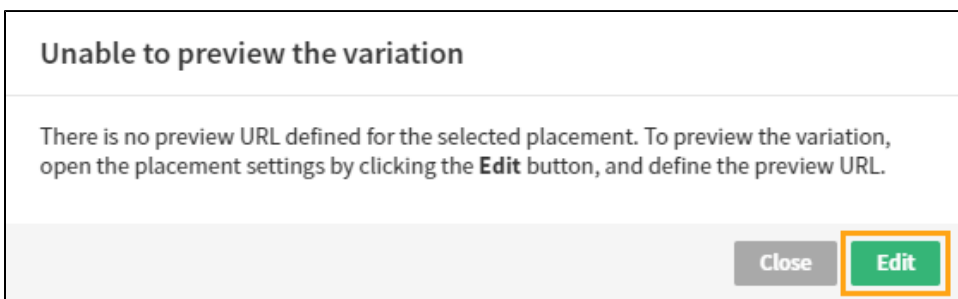 Unable to preview the variation
There is no preview URL defined for the selected placement. To preview the variation,
open the placement settings by clicking the Edit button, and define the preview URL.
Close Edit